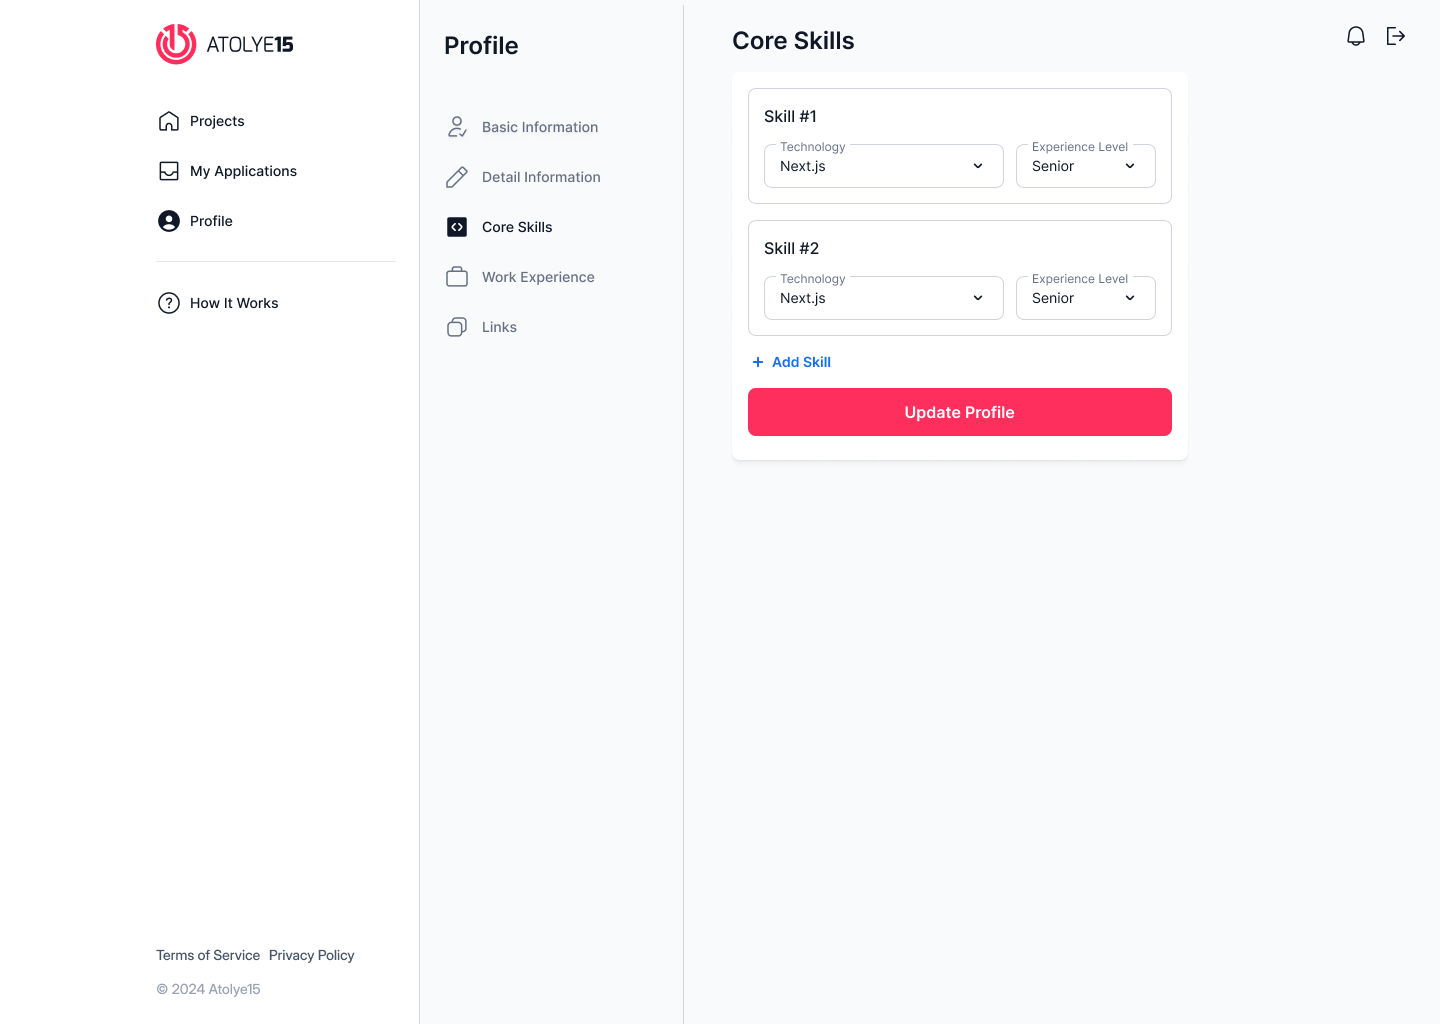 ATOLYE15
Projects
My Applications
Profile
How It Works
Terms of Service Privacy Policy
© 2024 Atolye15
Profile
Basic Information
Detail Information
Core Skills
Work Experience
Links
Core Skills
Skill #1
Technology
Next.js
Experience Level
Senior
Skill #2
Technology
Next.js
Experience Level
Senior
+ Add Skill
Update Profile